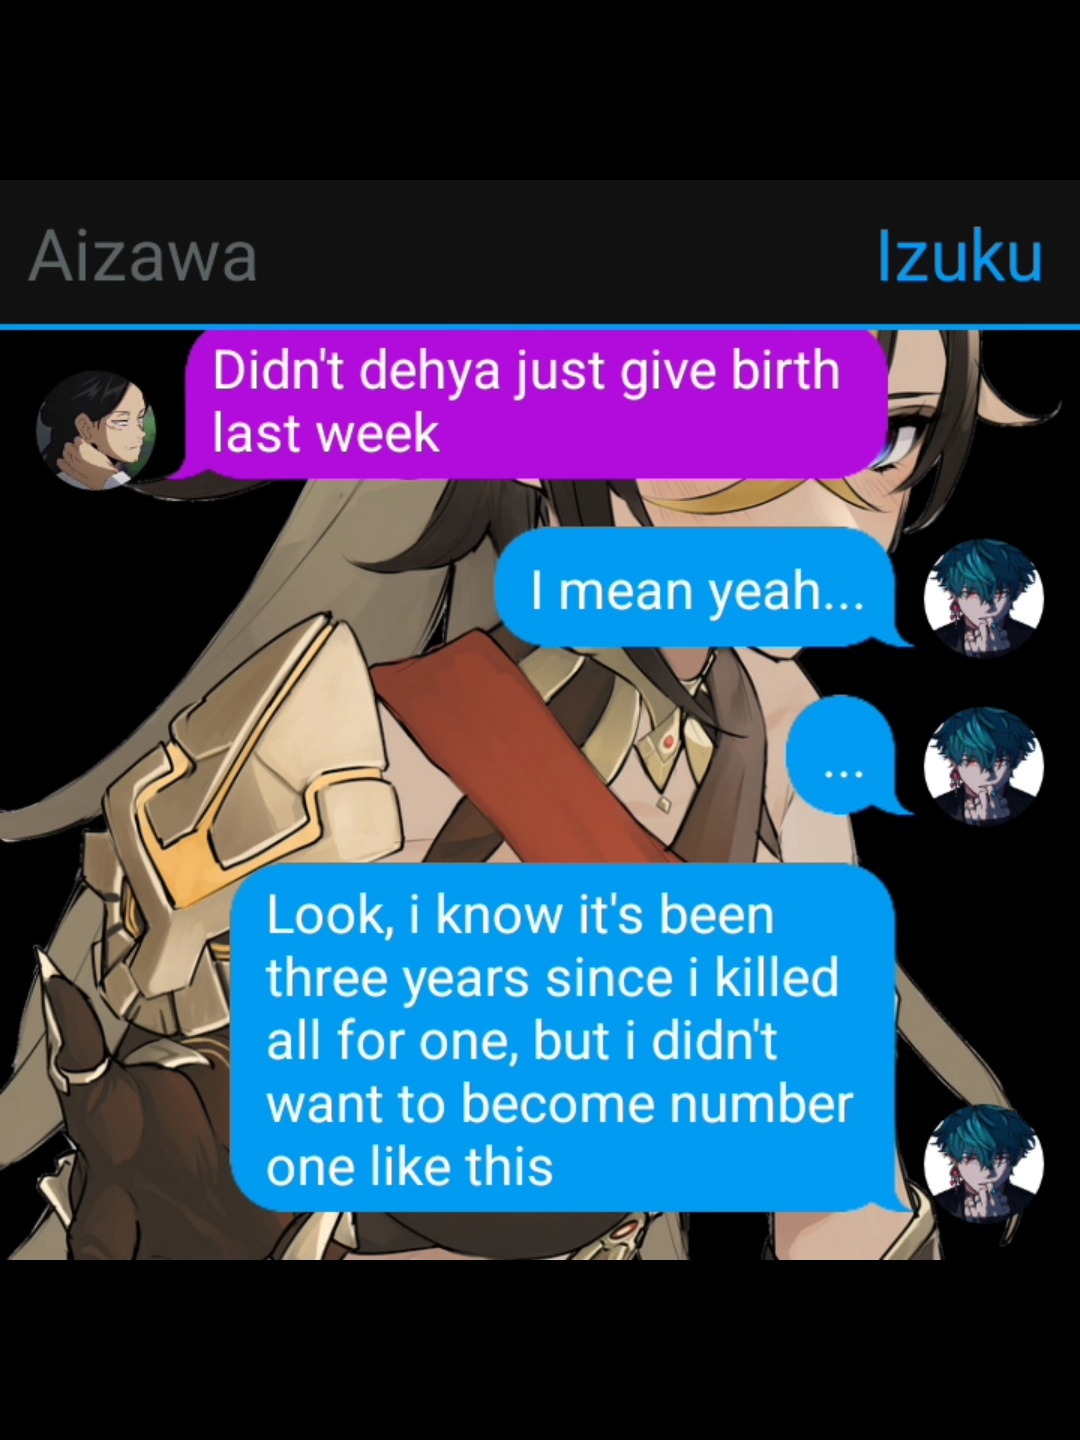 Aizawa
Izuku
Didn't dehya just give birth
last week
I mean yeah...
...
Look, i know it's been
three years since i killed
all for one, but i didn't
want to become number
one like this